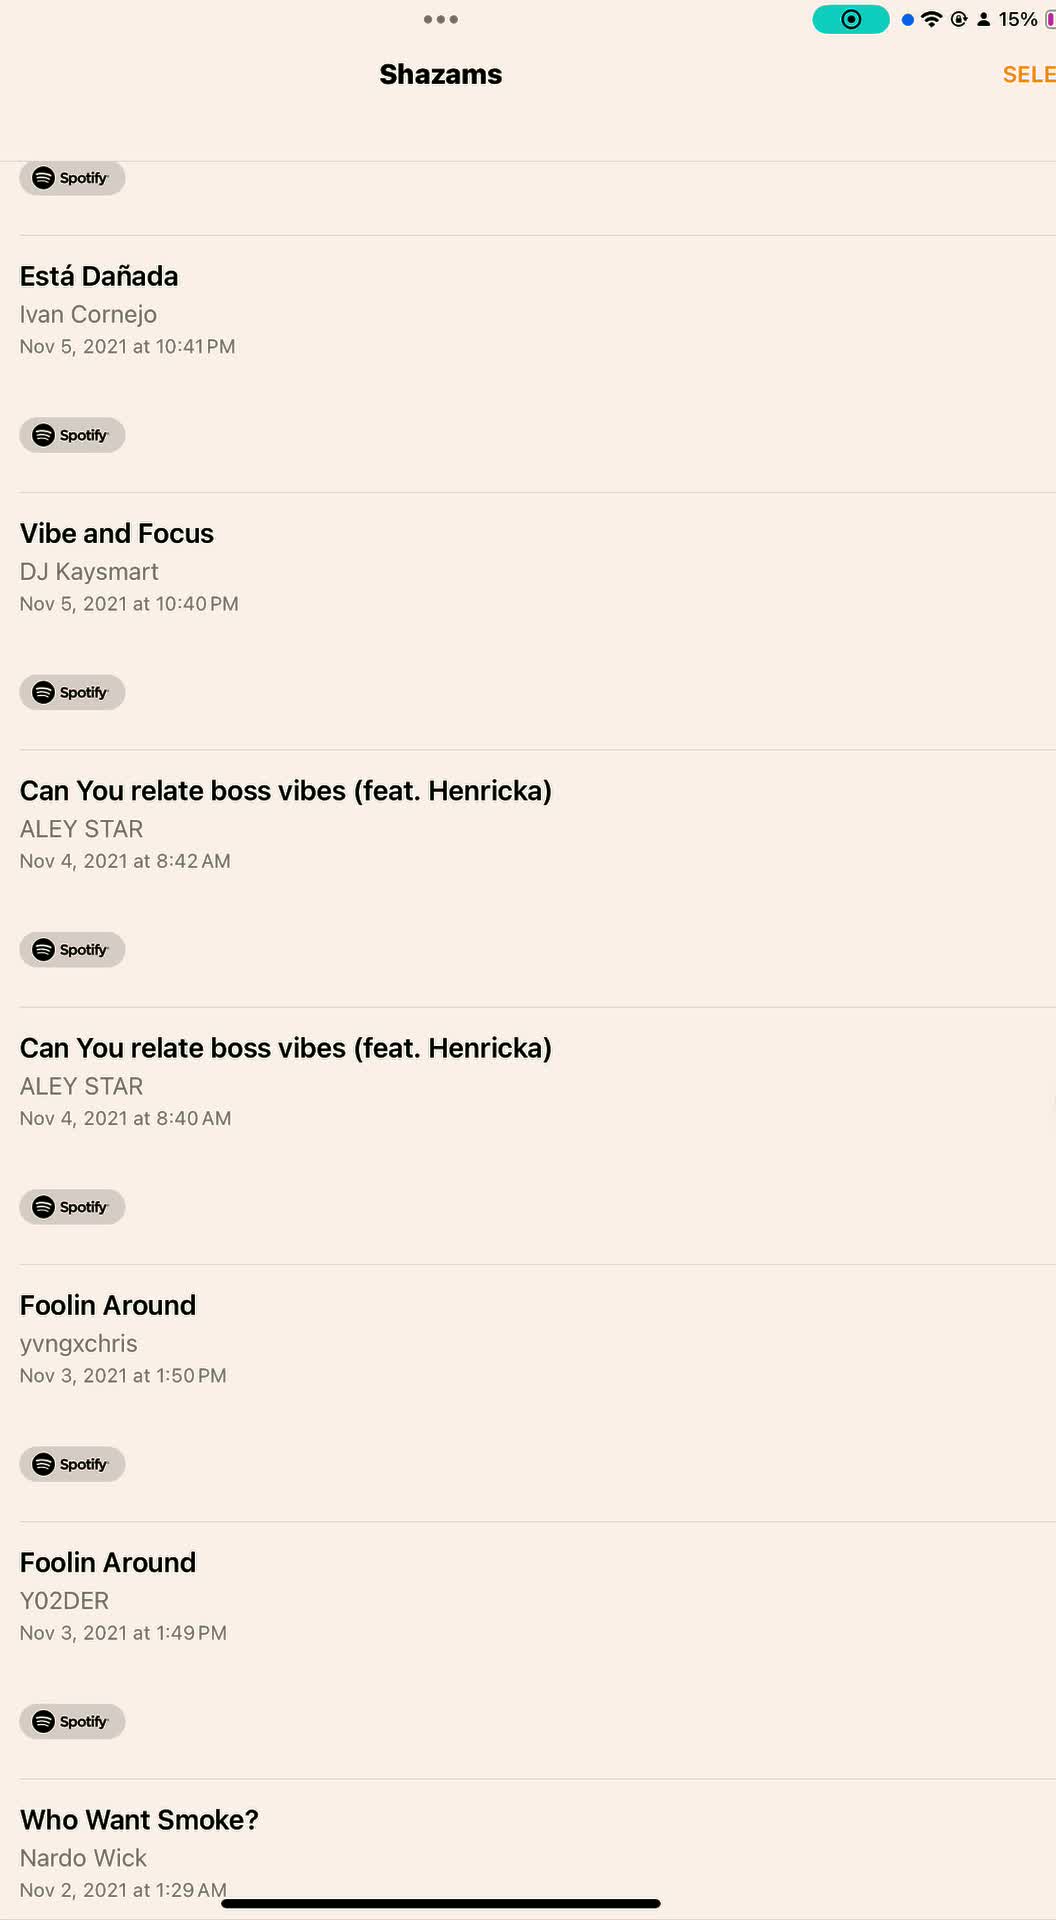 15%
Shazams
SELE
Spotify
Está Dañada
Ivan Cornejo
Nov 5, 2021 at 10:41 PM
Spotify
Vibe and Focus
DJ Kaysmart
Nov 5, 2021 at 10:40 PM
Spotify
Can You relate boss vibes (feat. Henricka)
ALEY STAR
Nov 4, 2021 at 8:42 AM
Spotify
Can You relate boss vibes (feat. Henricka)
ALEY STAR
Nov 4, 2021 at 8:40 AM
Spotify
Foolin Around
yvngxchris
Nov 3, 2021 at 1:50 PM
Spotify
Foolin Around
Y02DER
Nov 3, 2021 at 1:49 PM
Spotify
Who Want Smoke?
Nardo Wick
Nov 2, 2021 at 1:29 AM